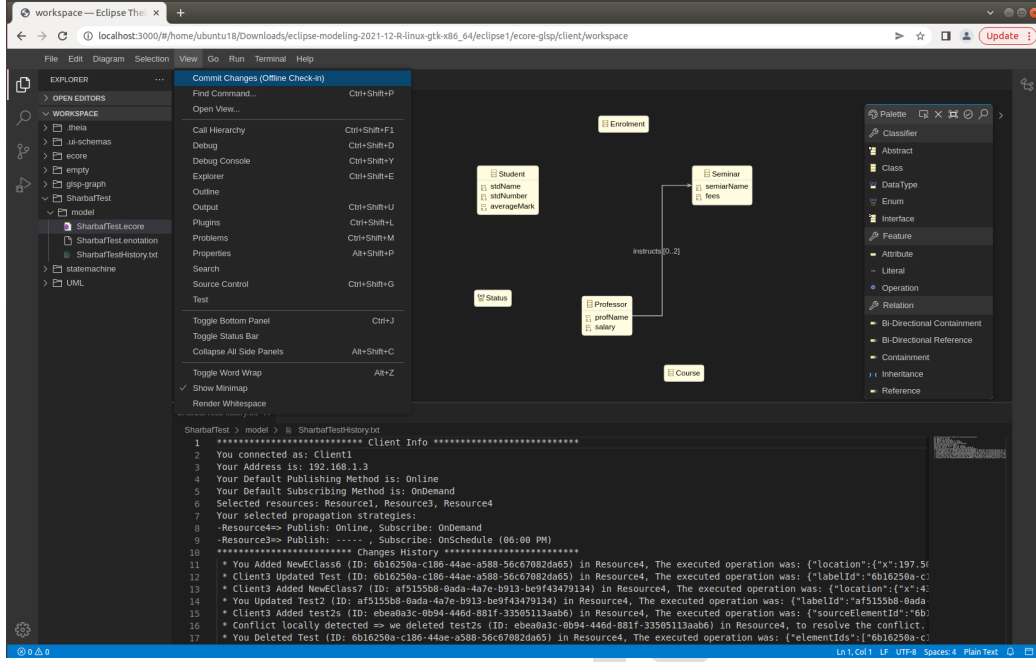 workspace — Eclipse Thei
localhost:3000/#/home/ubuntu18/Downloads/eclipse-modeling-2021-12-R-linux-gtk-x86_64/eclipse1/ecore-glsp/client/workspace
Update
File Edit Diagram Selection View Go Run Terminal Help
EXPLORER
OPEN EDITORS
WORKSPACE
.theia
.ui-schemas
ecore
empty
glsp-graph
SharbafTest
model
SharbafTest.ecore
SharbafTest.enotation
SharbafTestHistory.txt
statemachine
UML
Commit Changes (Offline Check-in)
Find Command... Ctrl+Shift+P
Open View...
Call Hierarchy Ctrl+Shift+F1
Debug Ctrl+Shift+D
Debug Console Ctrl+Shift+Y
Explorer Ctrl+Shift+E
Outline
Output Ctrl+Shift+U
Plugins Ctrl+Shift+L
Problems Ctrl+Shift+M
Properties Alt+Shift+P
Search
Source Control Ctrl+Shift+G
Test
Toggle Bottom Panel Ctrl+J
Toggle Status Bar
Collapse All Side Panels Alt+Shift+C
Toggle Word Wrap Alt+Z
✓ Show Minimap
Render Whitespace
Enrolment
Student
stdName
stdNumber
averageMark
Seminar
semiarName
fees
instructs [0..2]
Status
Professor
profName
salary
Course
Palette
Classifier
Abstract
Class
DataType
Enum
Interface
Feature
Attribute
Literal
Operation
Relation
Bi-Directional Containment
Bi-Directional Reference
Containment
Inheritance
Reference
SharbafTest > model > SharbafTestHistory.txt
1 *************************** Client Info ***************************
2 You connected as: Client1
3 Your Address is: 192.168.1.3
4 Your Default Publishing Method is: Online
5 Your Default Subscribing Method is: OnDemand
6 Selected resources: Resource1, Resource3, Resource4
7 Your selected propagation strategies:
8 -Resource4=> Publish: Online, Subscribe: OnDemand
9 -Resource3=> Publish: ----- , Subscribe: OnSchedule (06:00 PM)
10 ************************* Changes History *************************
11 * You Added NewEClass6 (ID: 6b16250a-c186-44ae-a588-56c67082da65) in Resource4, The executed operation was: {"location":{"x":197.50
12 * Client3 Updated Test (ID: 6b16250a-c186-44ae-a588-56c67082da65) in Resource4, The executed operation was: {"labelId":"6b16250a-c1
13 * Client3 Added NewEClass7 (ID: af5155b8-0ada-4a7e-b913-be9f43479134) in Resource4, The executed operation was: {"location":{"x":43
14 * You Updated Test2 (ID: af5155b8-0ada-4a7e-b913-be9f43479134) in Resource4, The executed operation was: {"labelId":"af5155b8-0ada-
15 * Client3 Added test2s (ID: ebea0a3c-0b94-446d-881f-33505113aab6) in Resource4, The executed operation was: {"sourceElementId":"6b1
16 * Conflict locally detected => we deleted test2s (ID: ebea0a3c-0b94-446d-881f-33505113aab6) in Resource4, to resolve the conflict.
17 * You Deleted Test (ID: 6b16250a-c186-44ae-a588-56c67082da65) in Resource4, The executed operation was: {"elementIds":["6b16250a-c1
0 0
Ln 1, Col 1 LF UTF-8 Spaces: 4 Plain Text